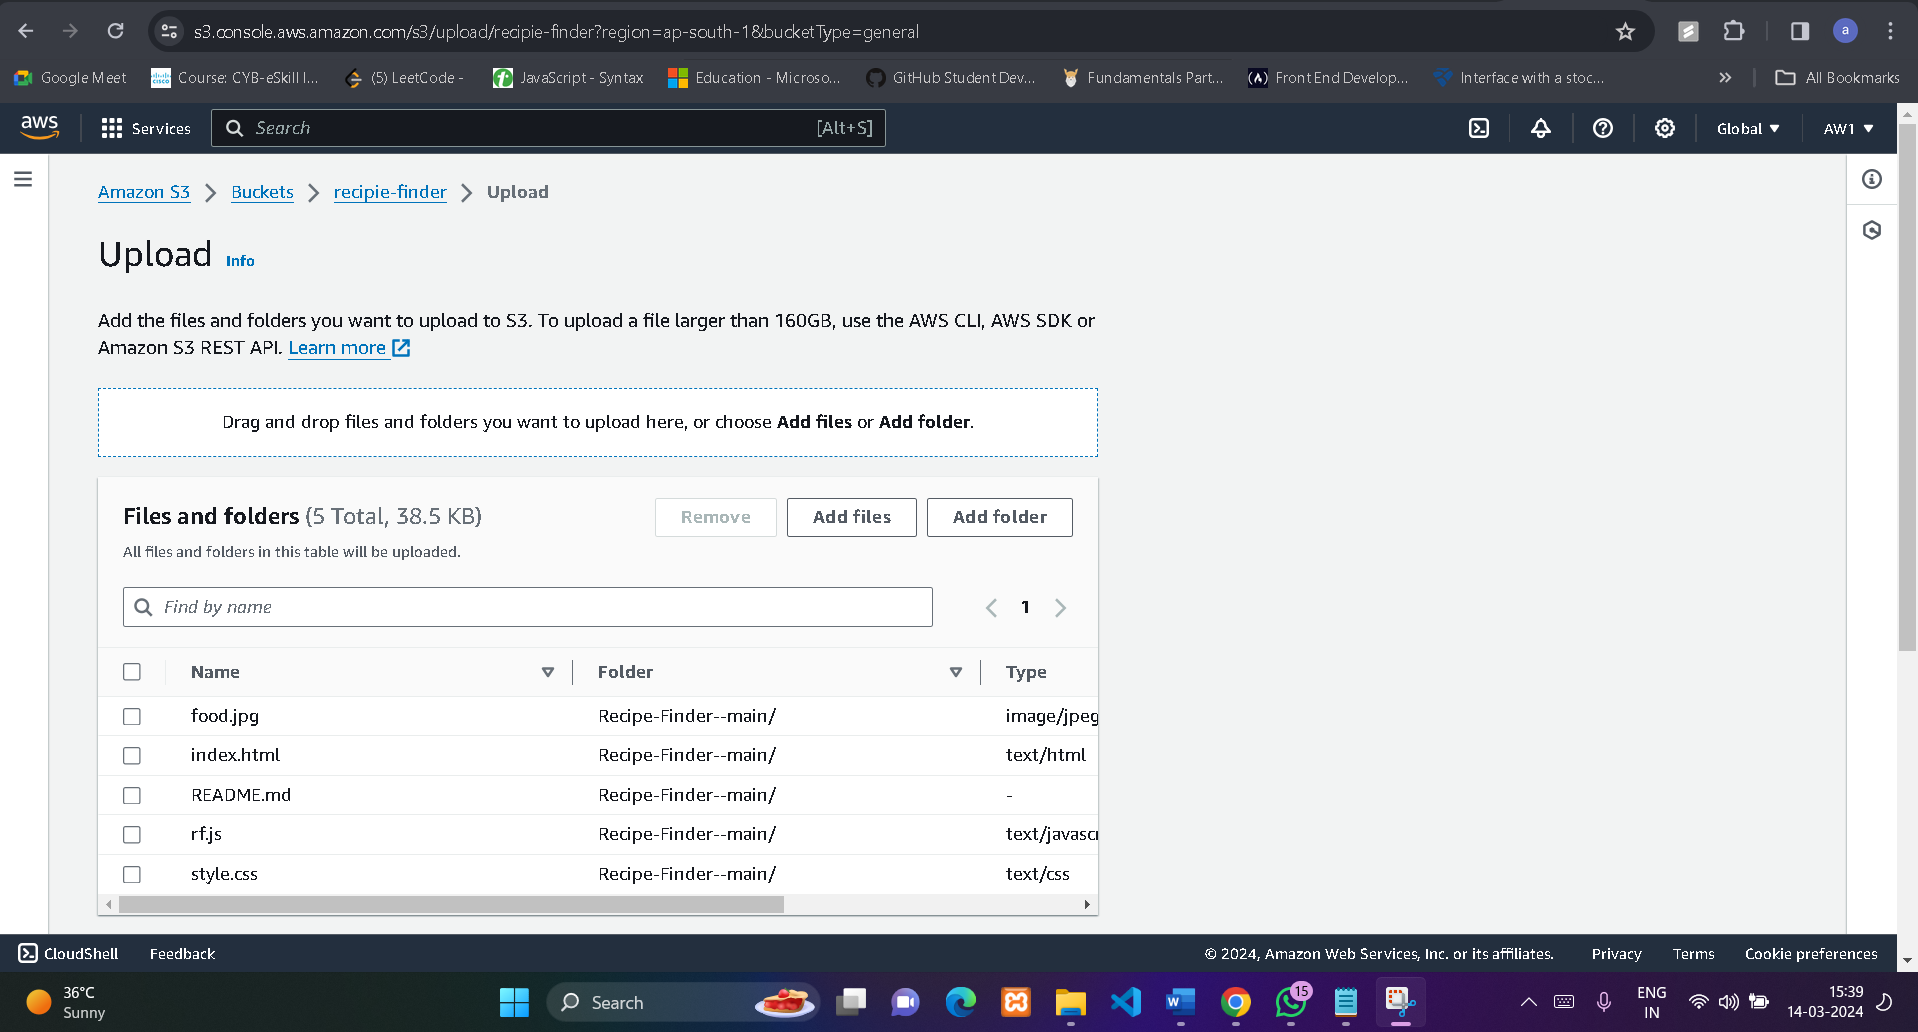 s3.console.aws.amazon.com/s3/upload/recipie-finder?region=ap-south-1&bucketType=general
a
Google Meet
Course: CYB-eSkill I...
(5) LeetCode -
JavaScript - Syntax
Education - Microso...
GitHub Student Dev...
Fundamentals Part...
Front End Develop...
Interface with a stoc...
All Bookmarks
aws
Services
Search
[Alt+S]
Global
AW1
Amazon S3
Buckets
recipie-finder
Upload
Upload Info
Add the files and folders you want to upload to S3. To upload a file larger than 160GB, use the AWS CLI, AWS SDK or
Amazon S3 REST API. Learn more
Drag and drop files and folders you want to upload here, or choose Add files or Add folder.
Files and folders (5 Total, 38.5 KB)
Remove
Add files
Add folder
All files and folders in this table will be uploaded.
Find by name
1
Name Folder Type
food.jpg Recipe-Finder--main/ image/jpeg
index.html Recipe-Finder--main/ text/html
README.md Recipe-Finder--main/ -
rf.js Recipe-Finder--main/ text/javascr
style.css Recipe-Finder--main/ text/css
CloudShell
Feedback
© 2024, Amazon Web Services, Inc. or its affiliates.
Privacy
Terms
Cookie preferences
36°C
Sunny
Search
15
ENG
IN
15:39
14-03-2024